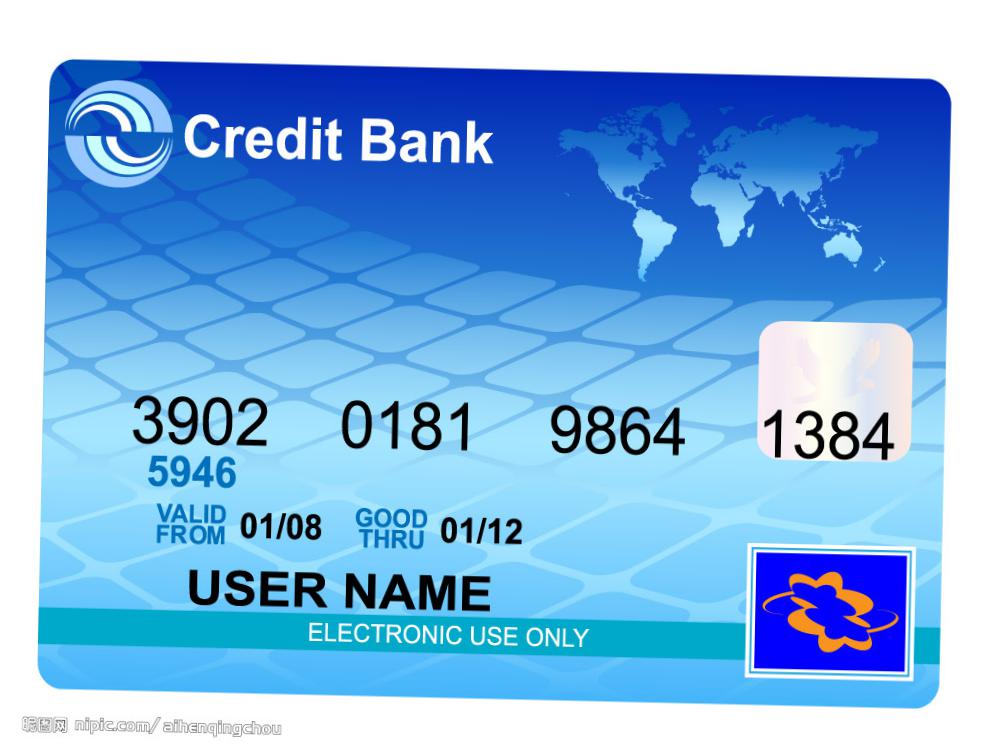 Credit Bank
3902 0181 9864 1384
5946
VALID FROM 01/08 GOOD THRU 01/12
USER NAME
ELECTRONIC USE ONLY
昵图网 nipic.com/aihenqingchou